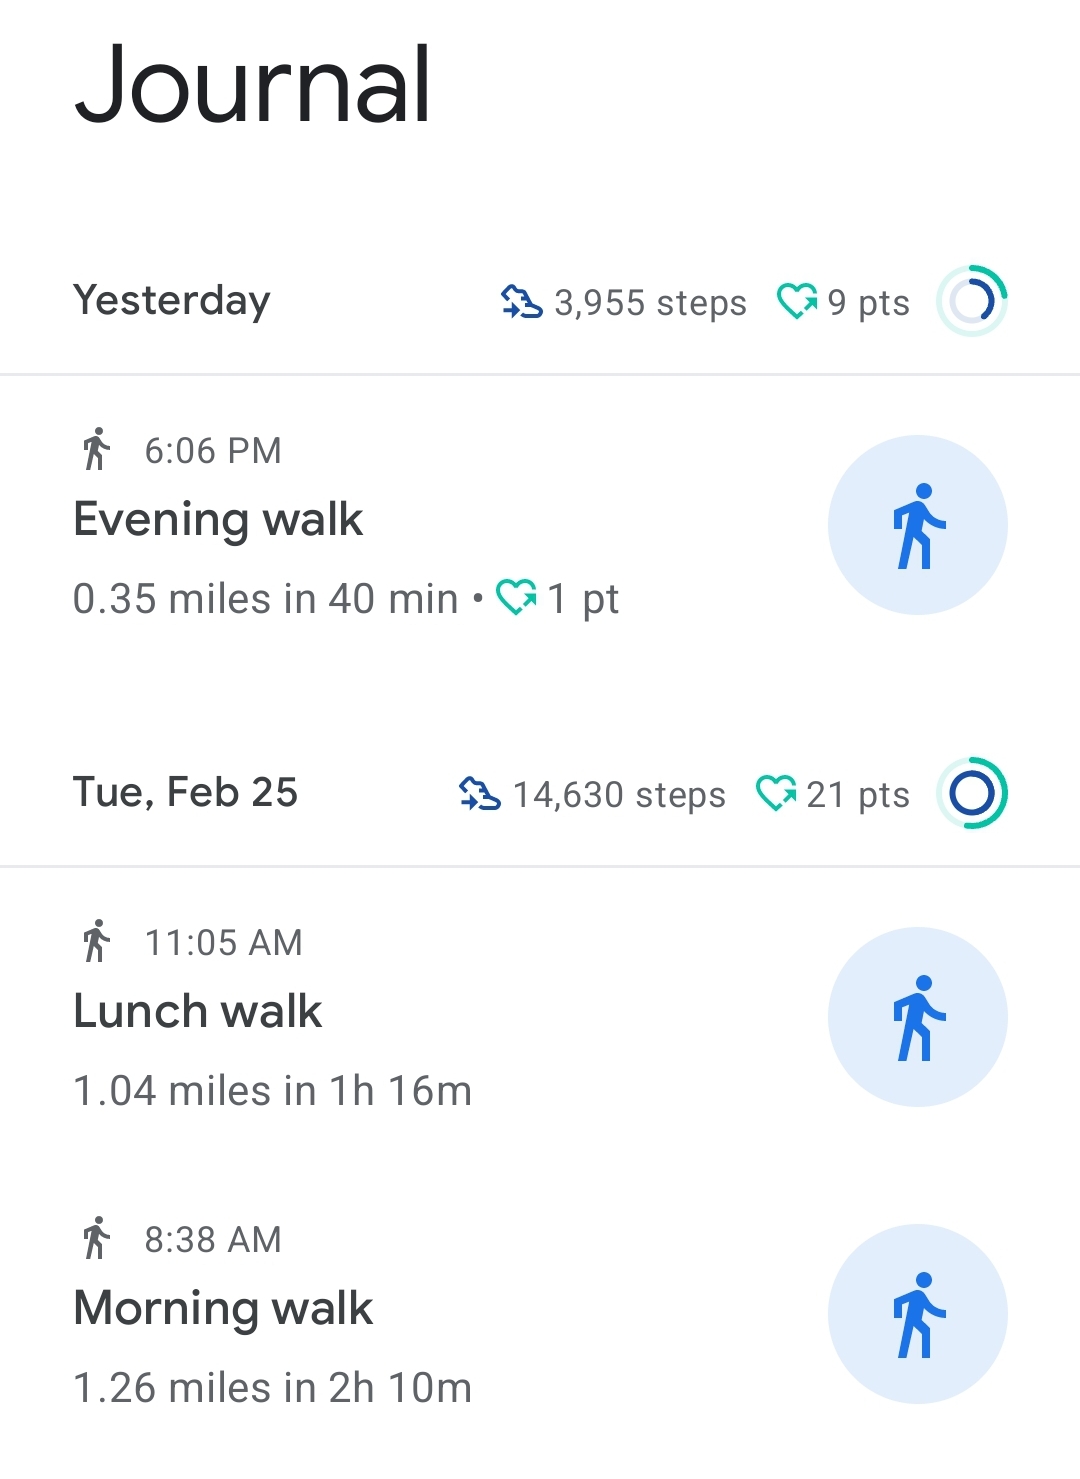 Journal
Yesterday 3,955 steps 9 pts
6:06 PM
Evening walk
0.35 miles in 40 min • 1 pt
Tue, Feb 25 14,630 steps 21 pts
11:05 AM
Lunch walk
1.04 miles in 1h 16m
8:38 AM
Morning walk
1.26 miles in 2h 10m